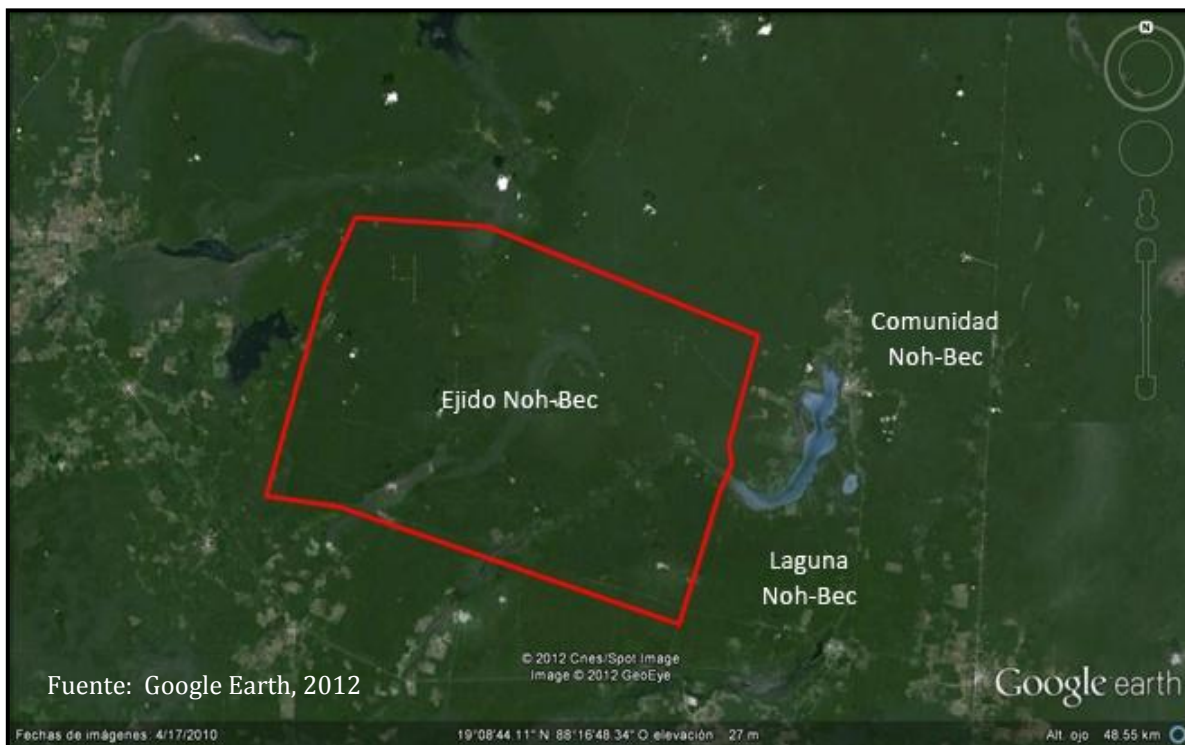 N
Comunidad
Noh-Bec
Ejido Noh-Bec
Laguna
Noh-Bec
© 2012 Cnes/Spot Image
Image © 2012 GeoEye
Fuente: Google Earth, 2012
Google earth
Fechas de imágenes: 4/17/2010 19°08'44.11" N 88°16'48.34" O elevación 27 m Alt. ojo 48.55 km